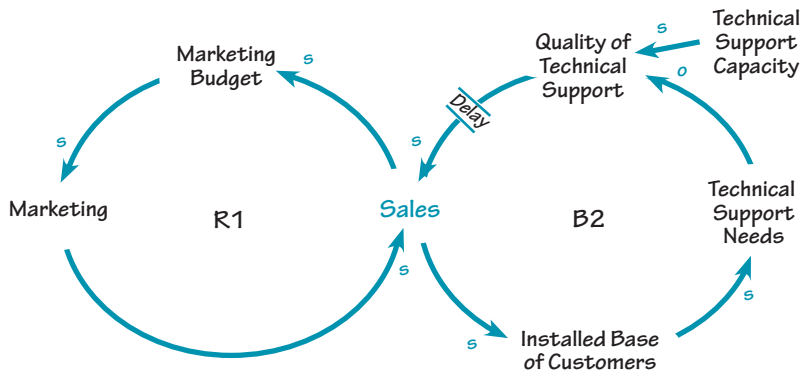 Marketing
Budget
s
s
Marketing
R1
s
Sales
s
Delay
Quality of
Technical
Support
s
Technical
Support
Capacity
o
B2
Technical
Support
Needs
s
Installed Base
of Customers
s